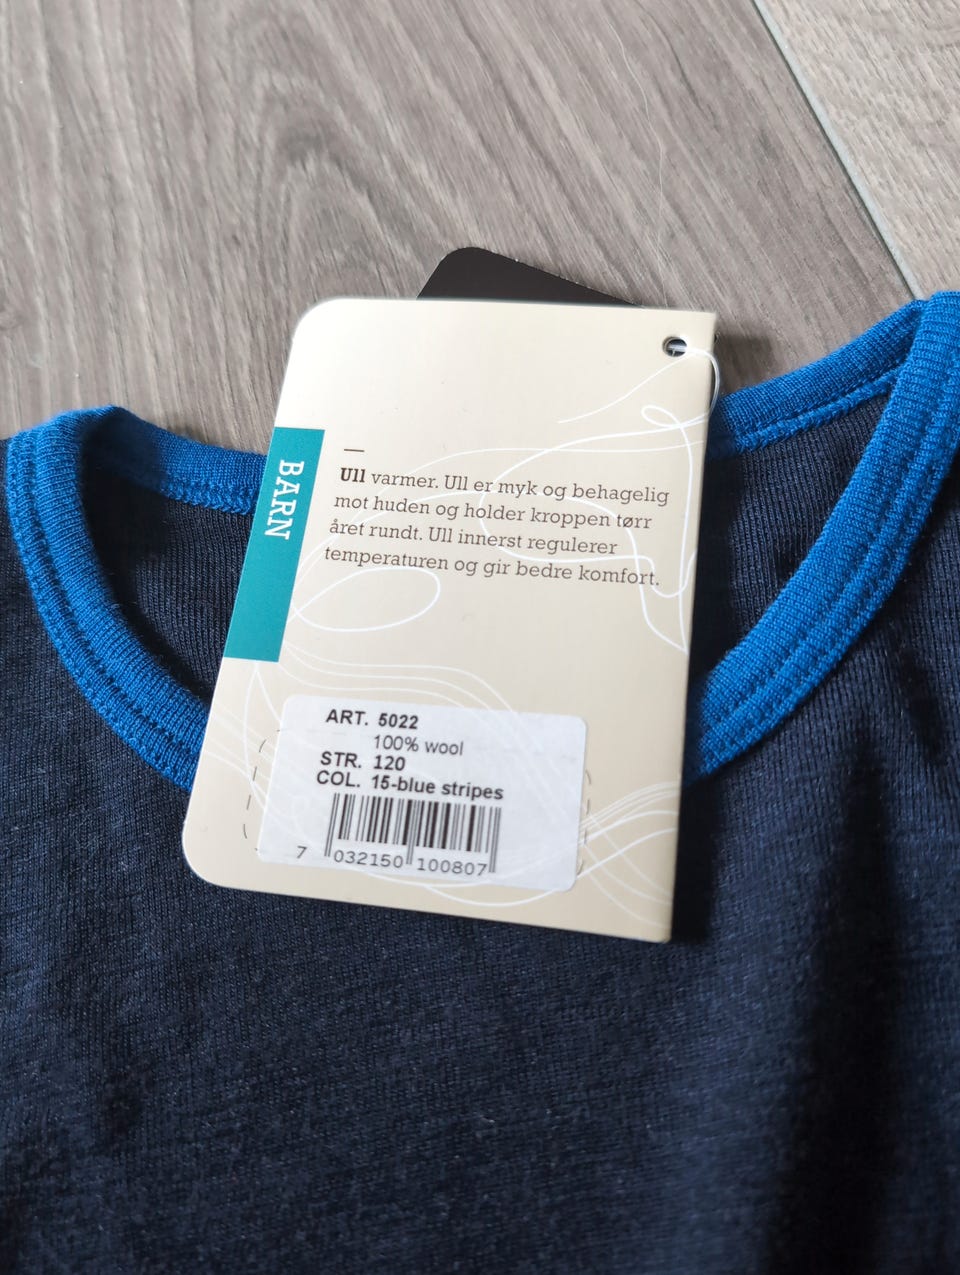 BARN
Ull varmer. Ull er myk og behagelig
mot huden og holder kroppen tørr
året rundt. Ull innerst regulerer
temperaturen og gir bedre komfort.
ART. 5022
100% wool
STR. 120
COL. 15-blue stripes
7 032150 100807